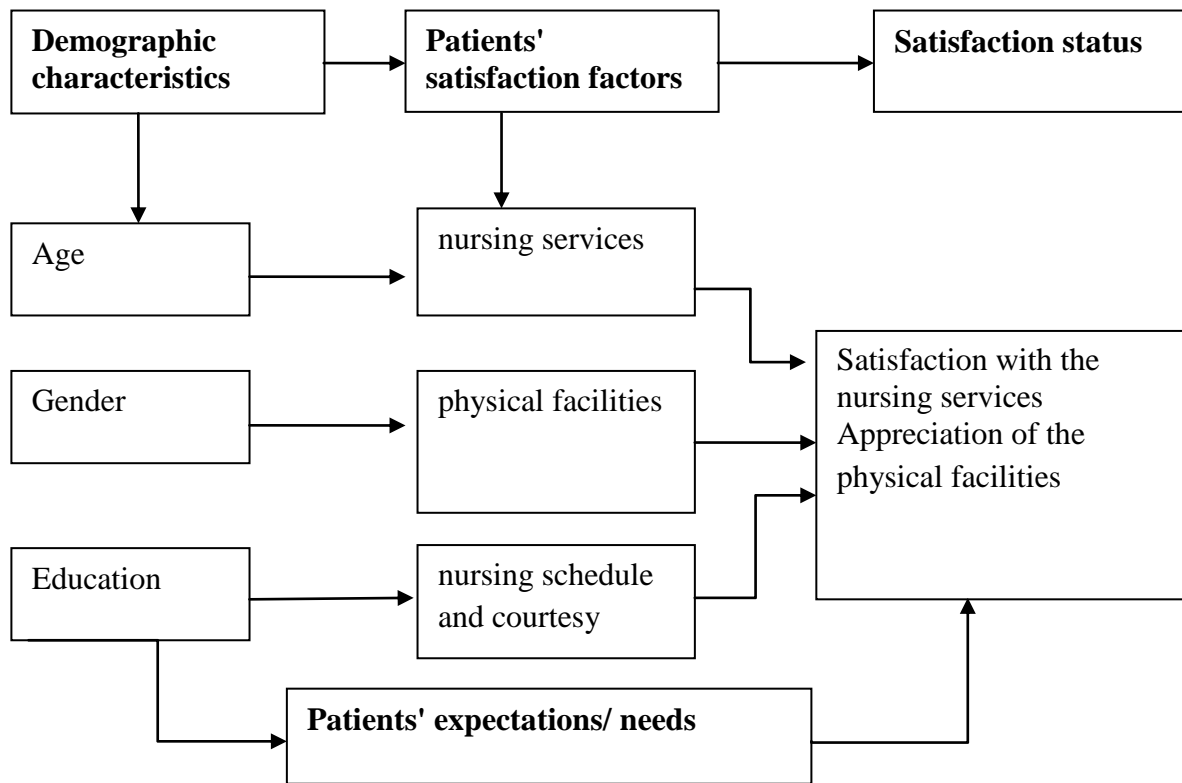 Demographic
characteristics
Patients'
satisfaction factors
Satisfaction status
Age
nursing services
Gender
physical facilities
Satisfaction with the
nursing services
Appreciation of the
physical facilities
Education
nursing schedule
and courtesy
Patients' expectations/ needs